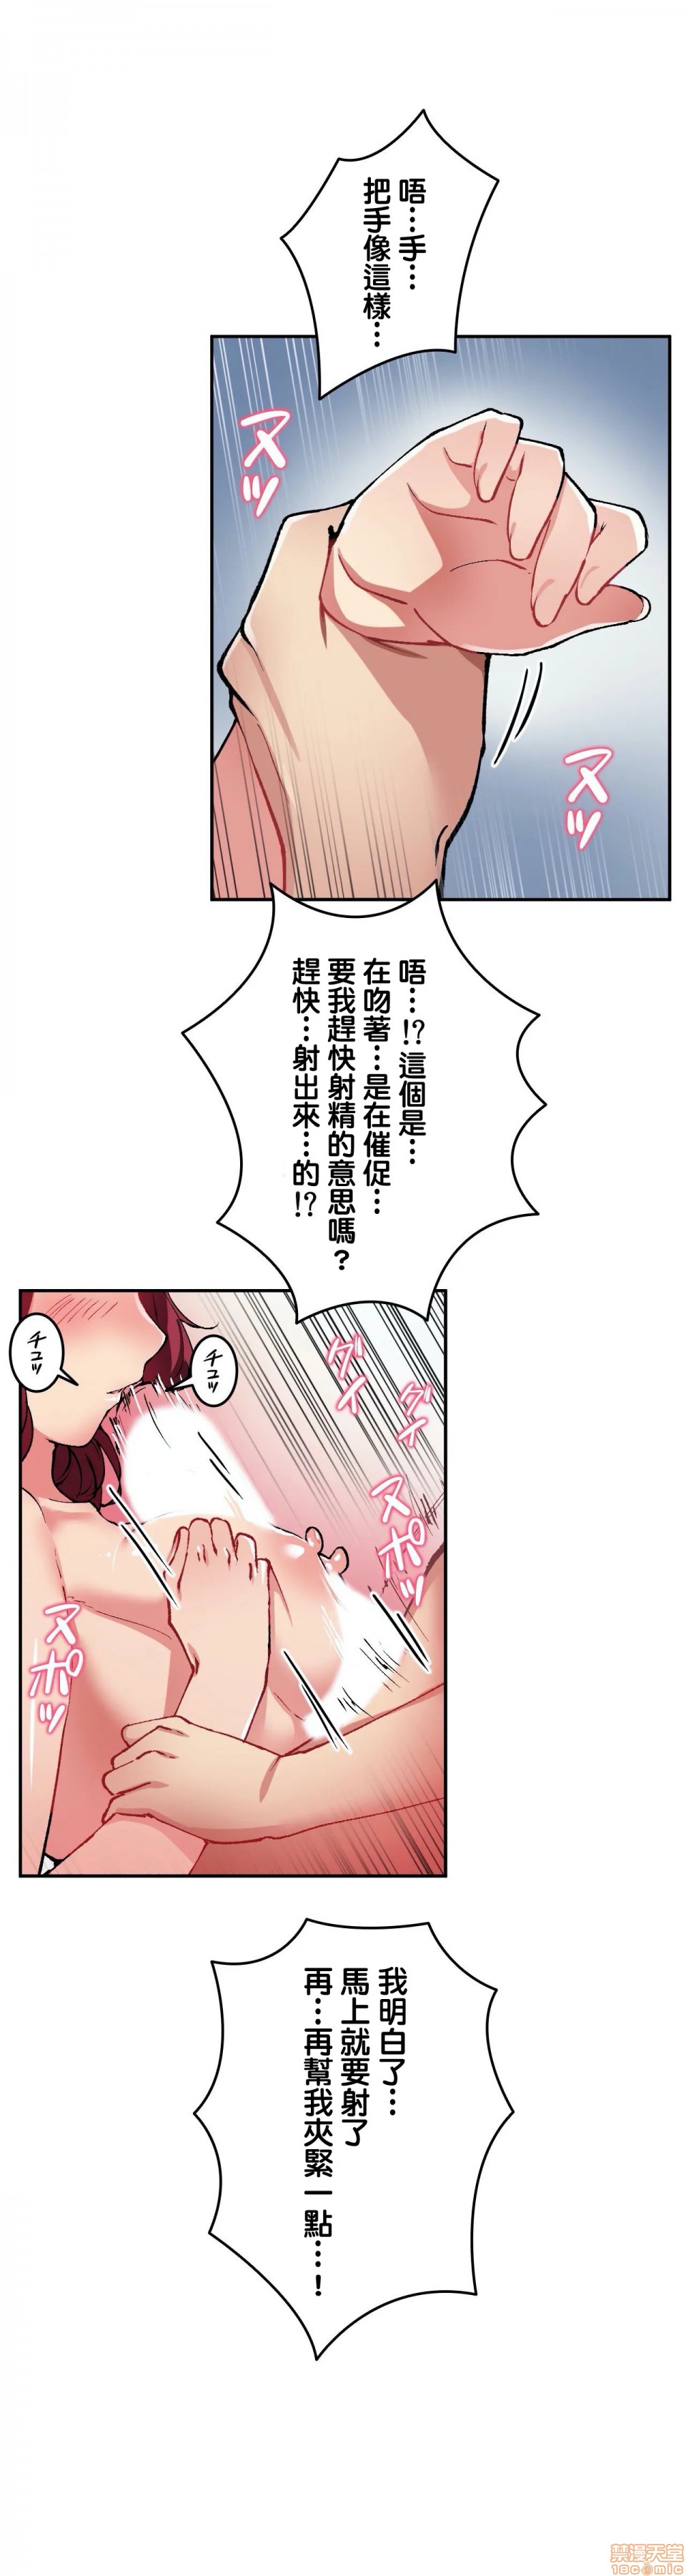 唔…手…
把手像這樣…
ヌッ
ヌッ
唔…!?這個是…
在吻著…是在催促…
要我趕快射精的意思嗎?
趕快…射出來…的!?
チュッ
チュッ
グイ
グイ
ヌポッ
ヌポッ
我明白了…
馬上就要射了
再…再幫我夾緊一點…!
禁漫天堂
18comic